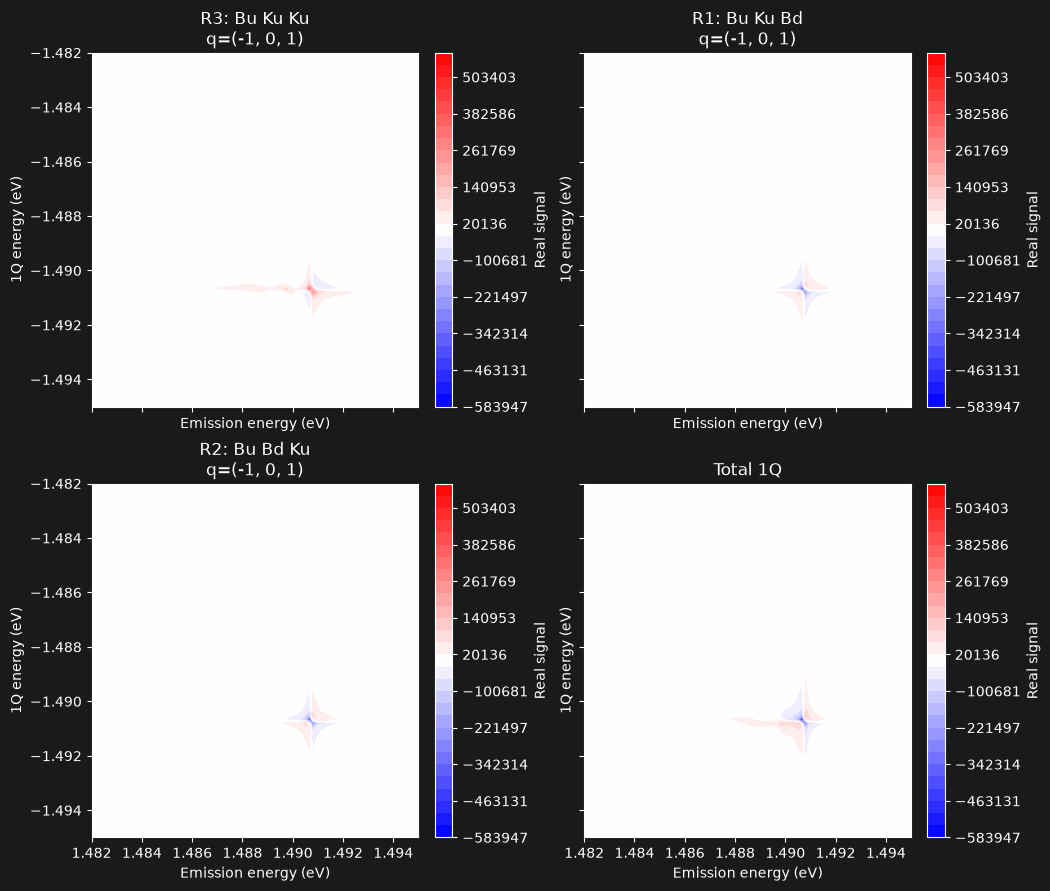 R3: Bu Ku Ku
q=(-1, 0, 1)
−1.482
−1.484
−1.486
−1.488
−1.490
−1.492
−1.494
1Q energy (eV)
Emission energy (eV)
503403
382586
261769
140953
20136
−100681
−221497
−342314
−463131
−583947
Real signal
R1: Bu Ku Bd
q=(-1, 0, 1)
1Q energy (eV)
Emission energy (eV)
503403
382586
261769
140953
20136
−100681
−221497
−342314
−463131
−583947
Real signal
R2: Bu Bd Ku
q=(-1, 0, 1)
−1.482
−1.484
−1.486
−1.488
−1.490
−1.492
−1.494
1Q energy (eV)
1.482 1.484 1.486 1.488 1.490 1.492 1.494
Emission energy (eV)
503403
382586
261769
140953
20136
−100681
−221497
−342314
−463131
−583947
Real signal
Total 1Q
1Q energy (eV)
1.482 1.484 1.486 1.488 1.490 1.492 1.494
Emission energy (eV)
503403
382586
261769
140953
20136
−100681
−221497
−342314
−463131
−583947
Real signal